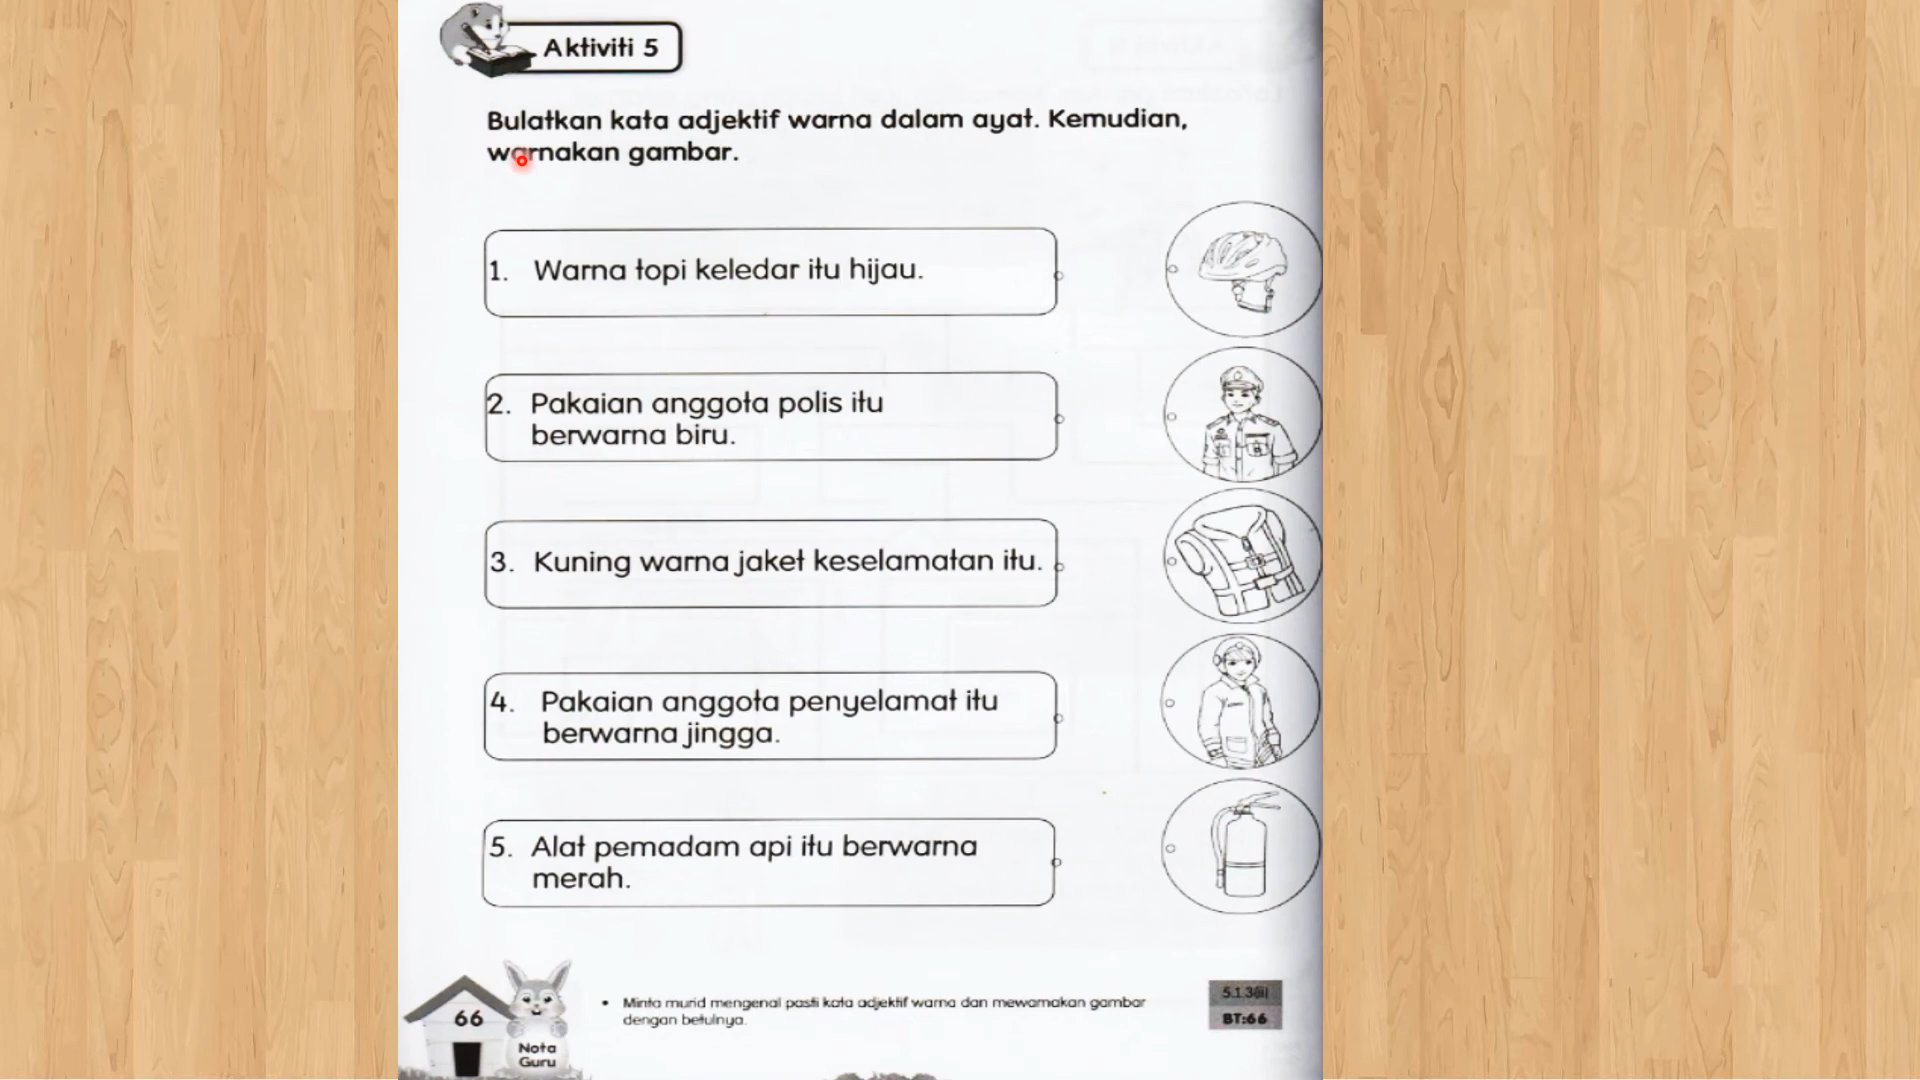 Aktiviti 5
Bulatkan kata adjektif warna dalam ayat. Kemudian,
warnakan gambar.
1. Warna topi keledar itu hijau.
2. Pakaian anggota polis itu
berwarna biru.
3. Kuning warna jaket keselamatan itu.
4. Pakaian anggota penyelamat itu
berwarna jingga.
5. Alat pemadam api itu berwarna
merah.
66
Nota
Guru
• Minta murid mengenal pasti kata adjektif warna dan mewarnakan gambar
dengan betulnya.
5.1.3(ii)
BT:66